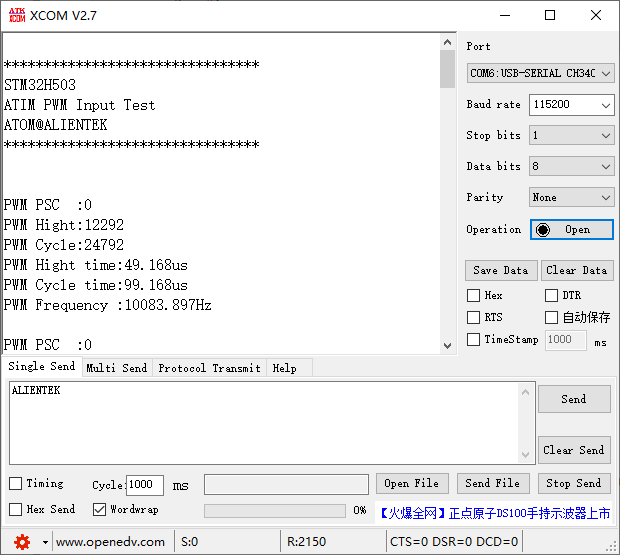 ATK
XCOM XCOM V2.7
********************************
STM32H503
ATIM PWM Input Test
ATOM@ALIENTEK
********************************
PWM PSC  :0
PWM Hight:12292
PWM Cycle:24792
PWM Hight time:49.168us
PWM Cycle time:99.168us
PWM Frequency :10083.897Hz
PWM PSC  :0
Port
COM6:USB-SERIAL CH340
Baud rate 115200
Stop bits 1
Data bits 8
Parity None
Operation Open
Save Data Clear Data
Hex DTR
RTS 自动保存
TimeStamp 1000 ms
Single Send Multi Send Protocol Transmit Help
ALIENTEK
Send
Clear Send
Timing Cycle: 1000 ms Open File Send File Stop Send
Hex Send Wordwrap 0% 【火爆全网】正点原子DS100手持示波器上市
www.openedv.com S:0 R:2150 CTS=0 DSR=0 DCD=0